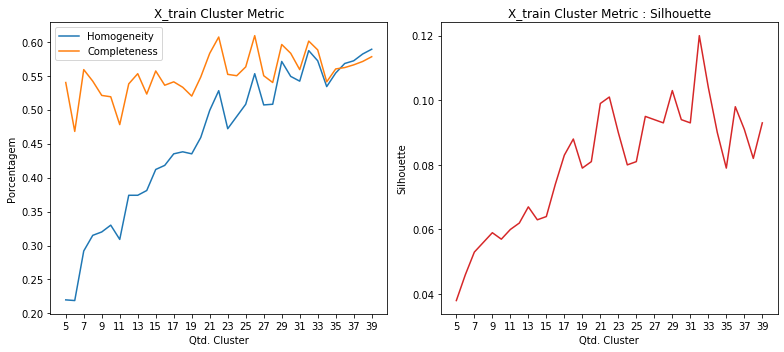 X_train Cluster Metric
Homogeneity
Completeness
0.60
0.55
0.50
0.45
0.40
0.35
0.30
0.25
0.20
Porcentagem
5 7 9 11 13 15 17 19 21 23 25 27 29 31 33 35 37 39
Qtd. Cluster
X_train Cluster Metric : Silhouette
0.12
0.10
0.08
0.06
0.04
Silhouette
5 7 9 11 13 15 17 19 21 23 25 27 29 31 33 35 37 39
Qtd. Cluster